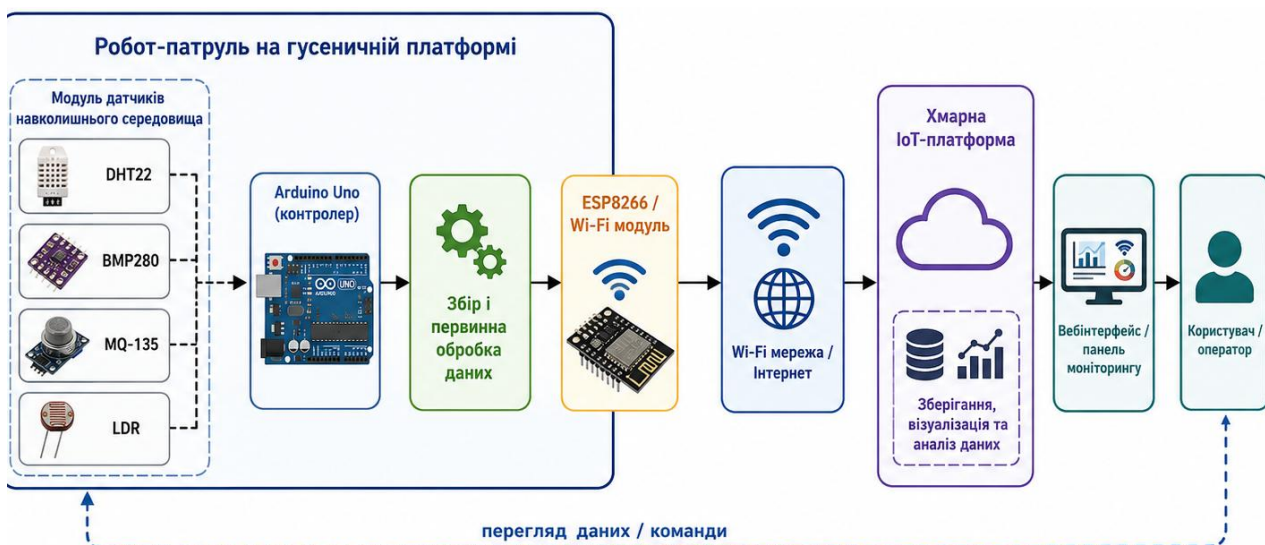 Робот-патруль на гусеничній платформі
Модуль датчиків
навколишнього середовища
DHT22
BMP280
MQ-135
LDR
Arduino Uno
(контролер)
UNO
ARDUINO
Збір і
первинна
обробка
даних
ESP8266 /
Wi-Fi модуль
Wi-Fi мережа /
Інтернет
Хмарна
IoT-платформа
Зберігання,
візуалізація та
аналіз даних
Вебінтерфейс /
панель
моніторингу
Користувач /
оператор
перегляд даних / команди